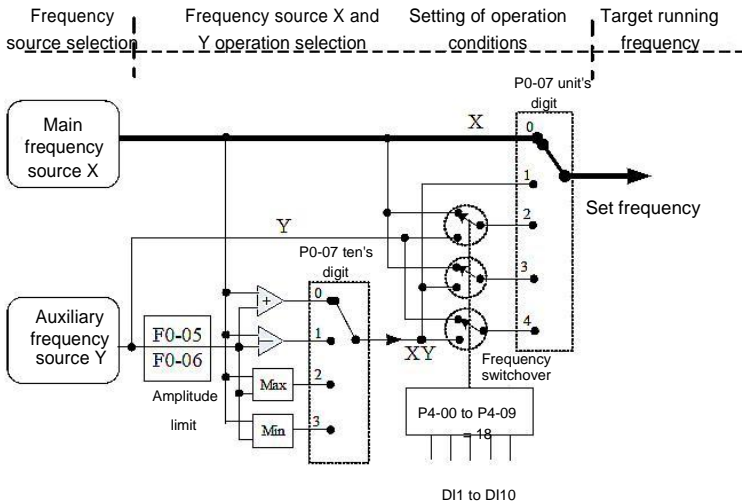 Frequency
source selection
Frequency source X and
Y operation selection
Setting of operation
conditions
Target running
frequency
P0-07 unit's
digit
Main
frequency
source X
X
0
1
2
3
4
Set frequency
Y
P0-07 ten's
digit
Auxiliary
frequency
source Y
F0-05
F0-06
Amplitude
limit
+
−
Max
Min
0
1
2
3
XY
Frequency
switchover
P4-00 to P4-09
= 18
DI1 to DI10